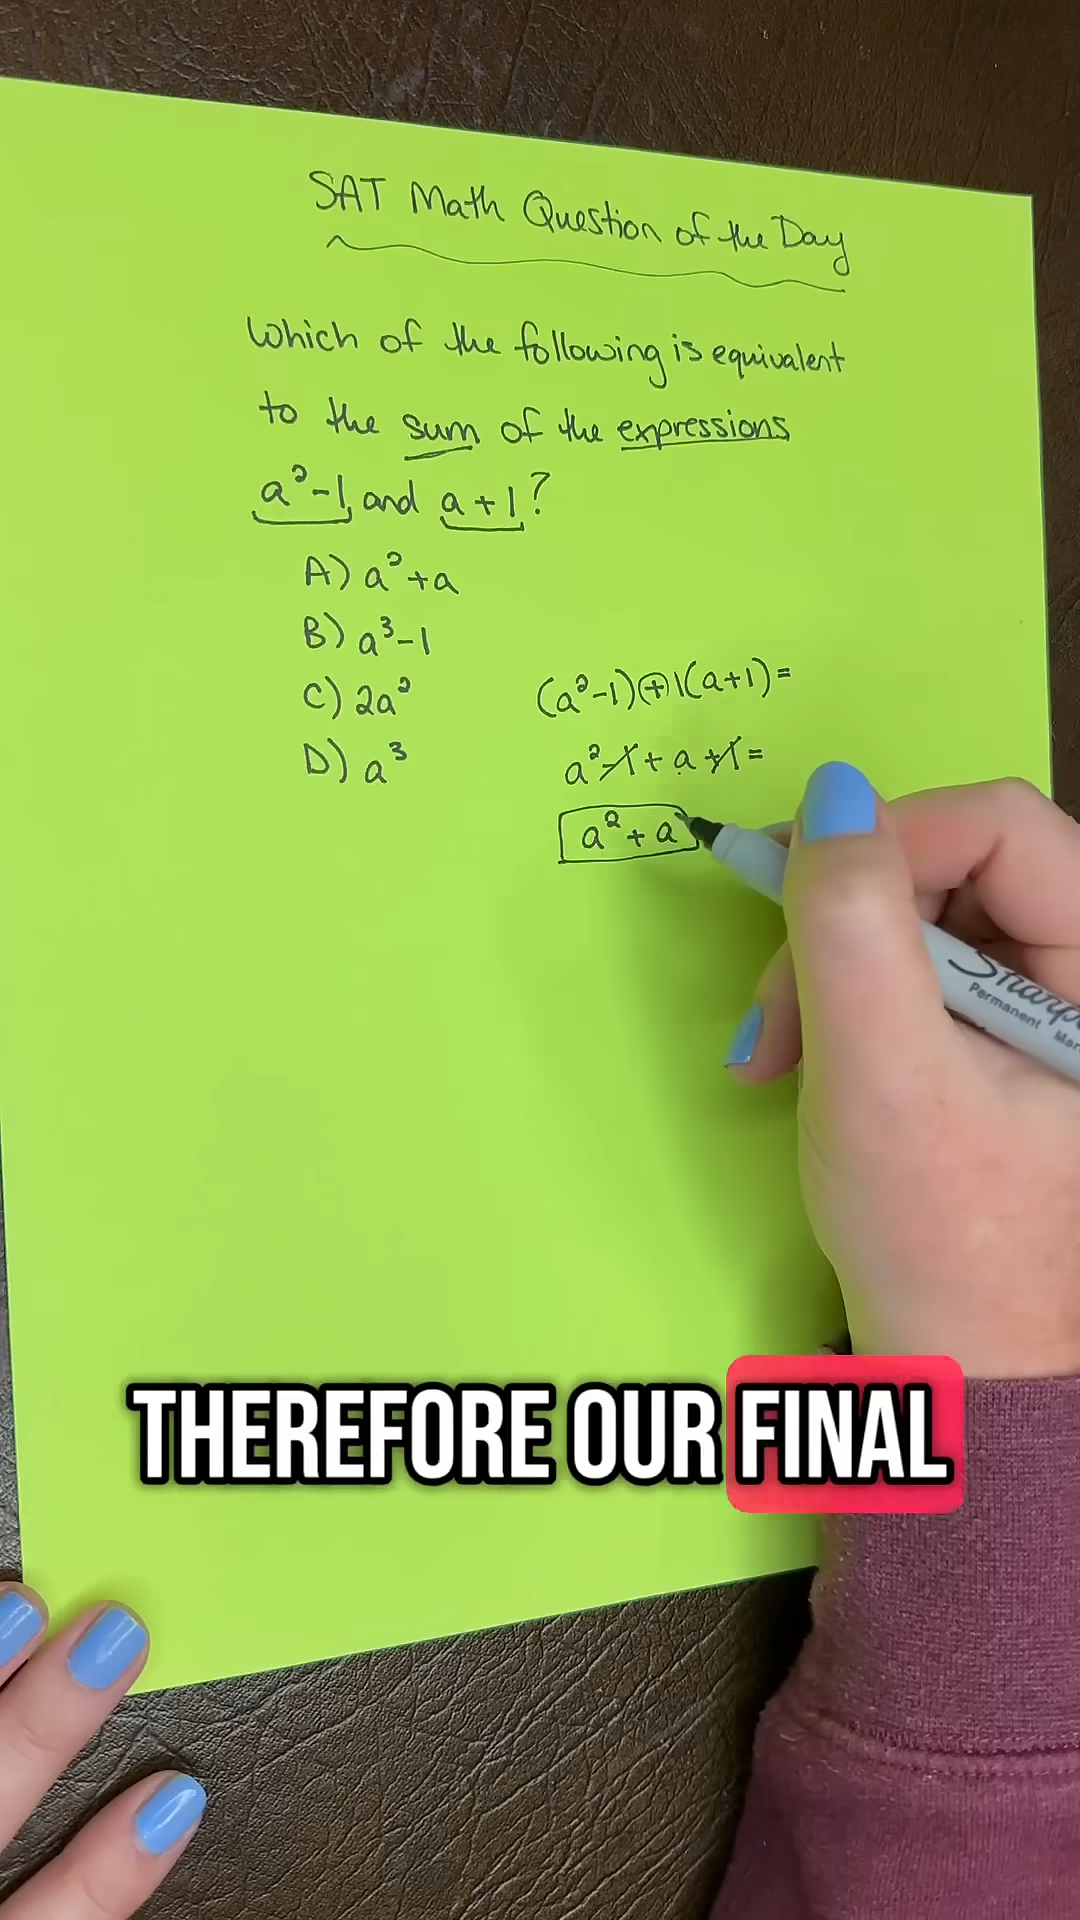 SAT Math Question of the Day
Which of the following is equivalent
to the sum of the expressions
a²-1 and a+1?
A) a²+a
B) a³-1
C) 2a²
D) a³
(a²-1)⊕1(a+1)=
a²-1+a+1=
a²+a
Sharp
Permanent Mar
THEREFORE OUR FINAL